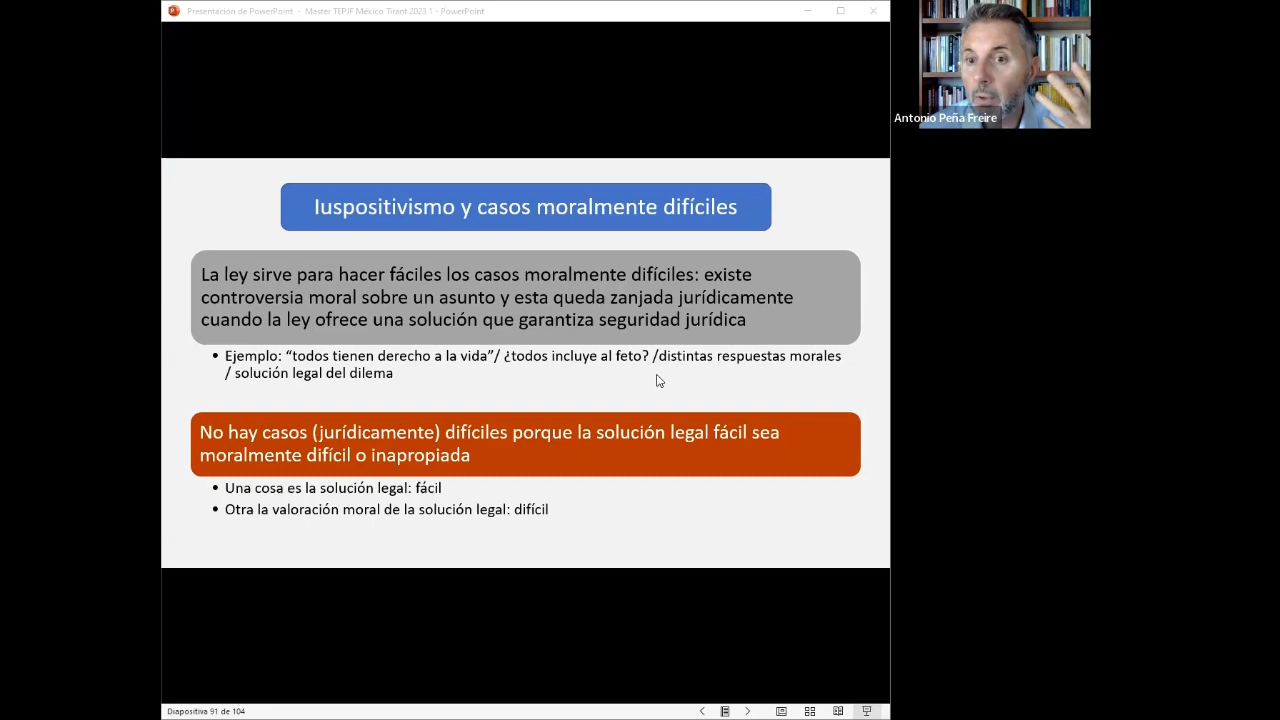 Presentación de PowerPoint - Master TEPJF México Tirant 2023 1 - PowerPoint
Antonio Peña Freire
Iuspositivismo y casos moralmente difíciles
La ley sirve para hacer fáciles los casos moralmente difíciles: existe
controversia moral sobre un asunto y esta queda zanjada jurídicamente
cuando la ley ofrece una solución que garantiza seguridad jurídica
• Ejemplo: “todos tienen derecho a la vida”/ ¿todos incluye al feto? /distintas respuestas morales
/ solución legal del dilema
No hay casos (jurídicamente) difíciles porque la solución legal fácil sea
moralmente difícil o inapropiada
• Una cosa es la solución legal: fácil
• Otra la valoración moral de la solución legal: difícil
Diapositiva 91 de 104